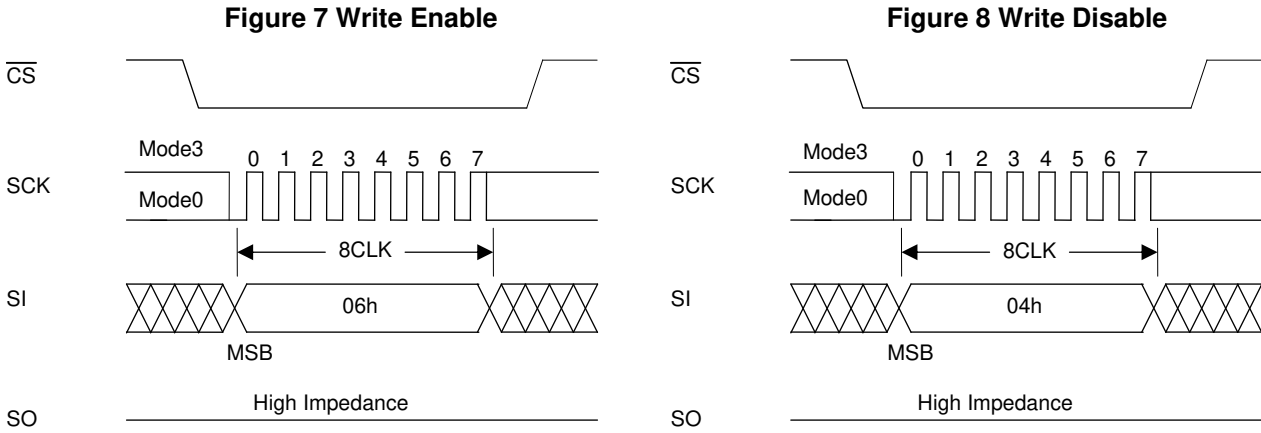 Figure 7 Write Enable
CS
Mode3
0 1 2 3 4 5 6 7
SCK
Mode0
8CLK
SI
06h
MSB
High Impedance
SO
Figure 8 Write Disable
CS
Mode3
0 1 2 3 4 5 6 7
SCK
Mode0
8CLK
SI
04h
MSB
High Impedance
SO